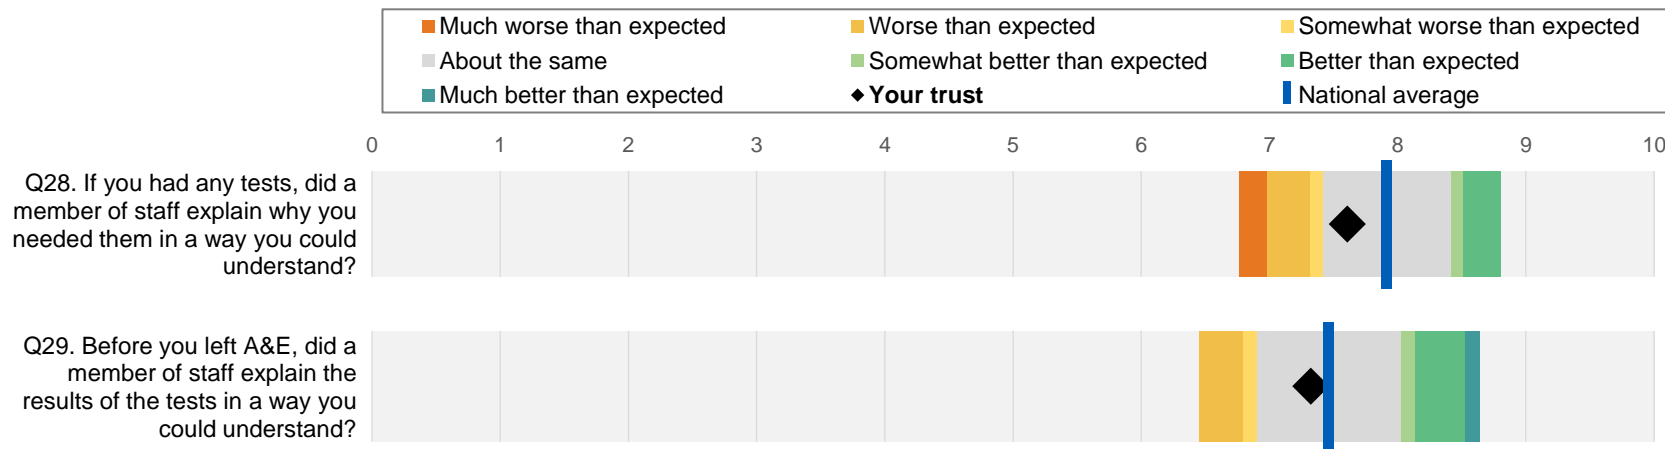 Much worse than expected
Worse than expected
Somewhat worse than expected
About the same
Somewhat better than expected
Better than expected
Much better than expected
Your trust
National average
0 1 2 3 4 5 6 7 8 9 10
Q28. If you had any tests, did a
member of staff explain why you
needed them in a way you could
understand?
Q29. Before you left A&E, did a
member of staff explain the
results of the tests in a way you
could understand?